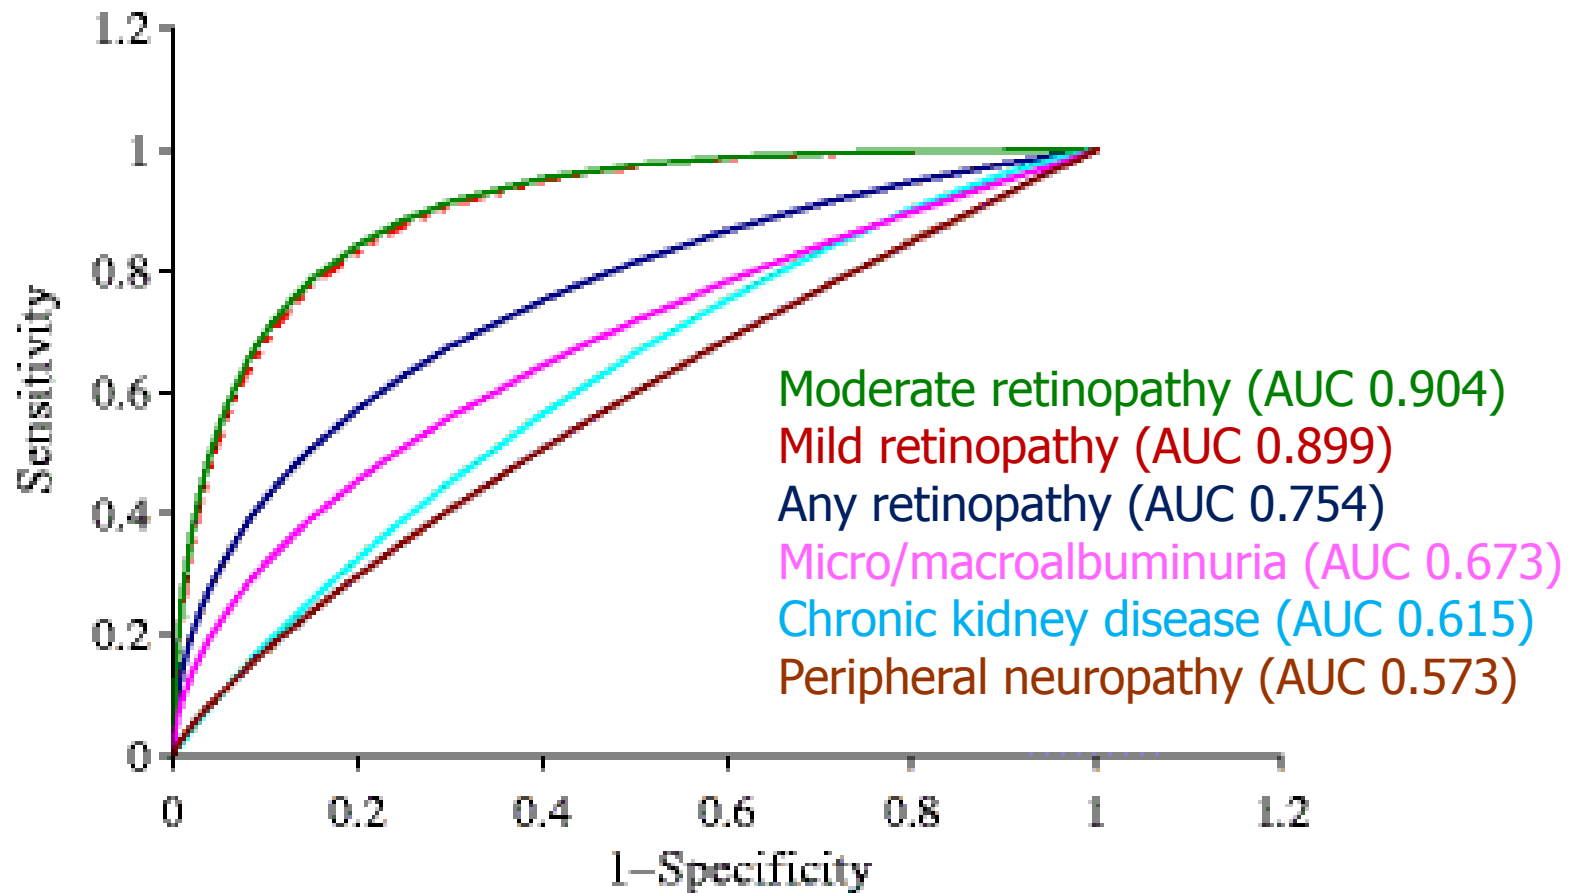 1.2
1
0.8
0.6
0.4
0.2
0
Sensitivity
Moderate retinopathy (AUC 0.904)
Mild retinopathy (AUC 0.899)
Any retinopathy (AUC 0.754)
Micro/macroalbuminuria (AUC 0.673)
Chronic kidney disease (AUC 0.615)
Peripheral neuropathy (AUC 0.573)
0 0.2 0.4 0.6 0.8 1 1.2
1–Specificity